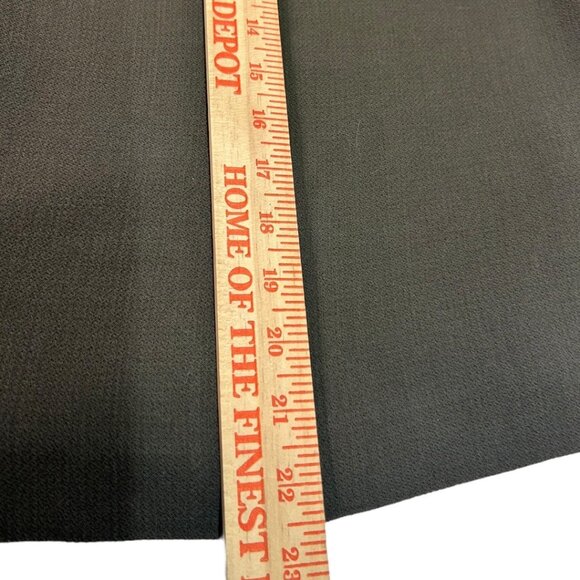 DEPOT HOME OF THE FINEST
14 15 16 17 18 19 20 21 22 23